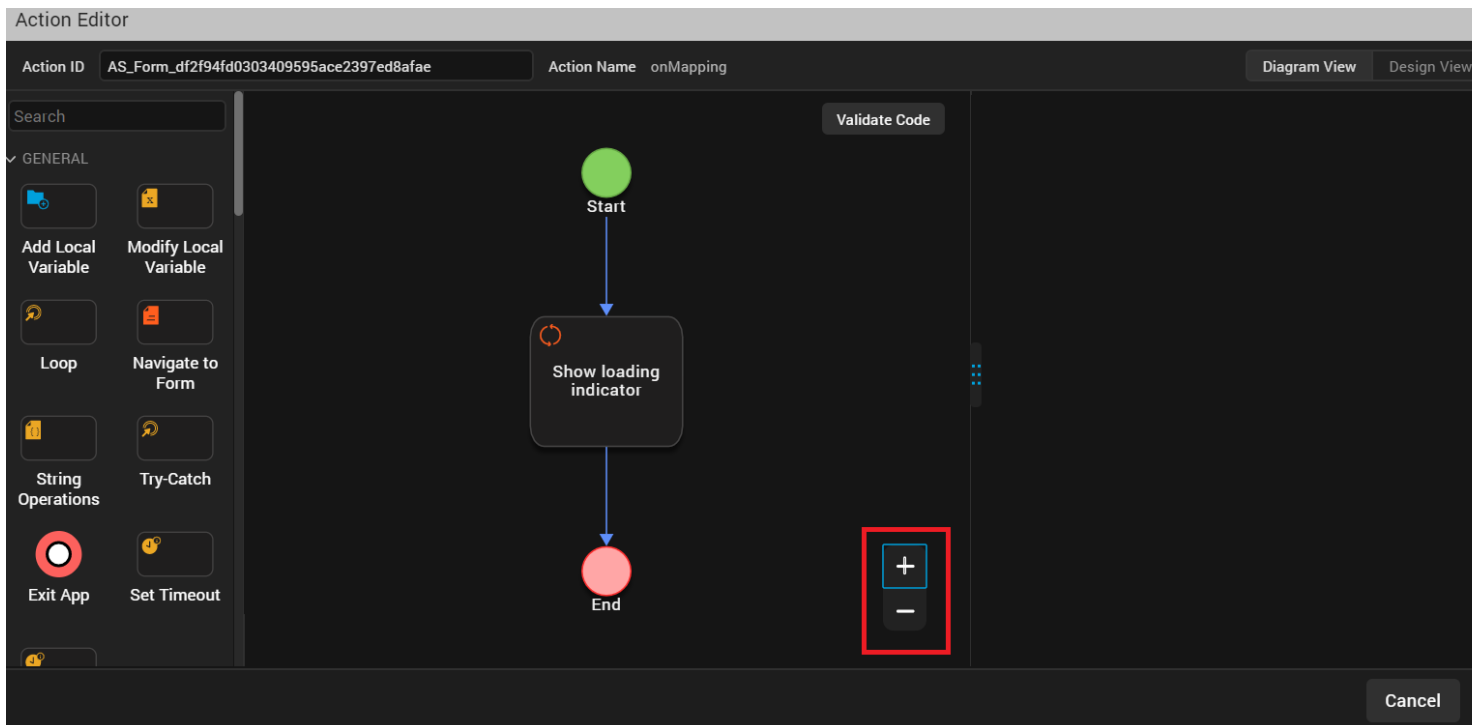 Action Editor
Action ID AS_Form_df2f94fd0303409595ace2397ed8afae Action Name onMapping Diagram View Design View
Search
Validate Code
GENERAL
Add Local
Variable
Modify Local
Variable
Loop
Navigate to
Form
String
Operations
Try-Catch
Exit App
Set Timeout
Start
Show loading
indicator
End
+
−
Cancel